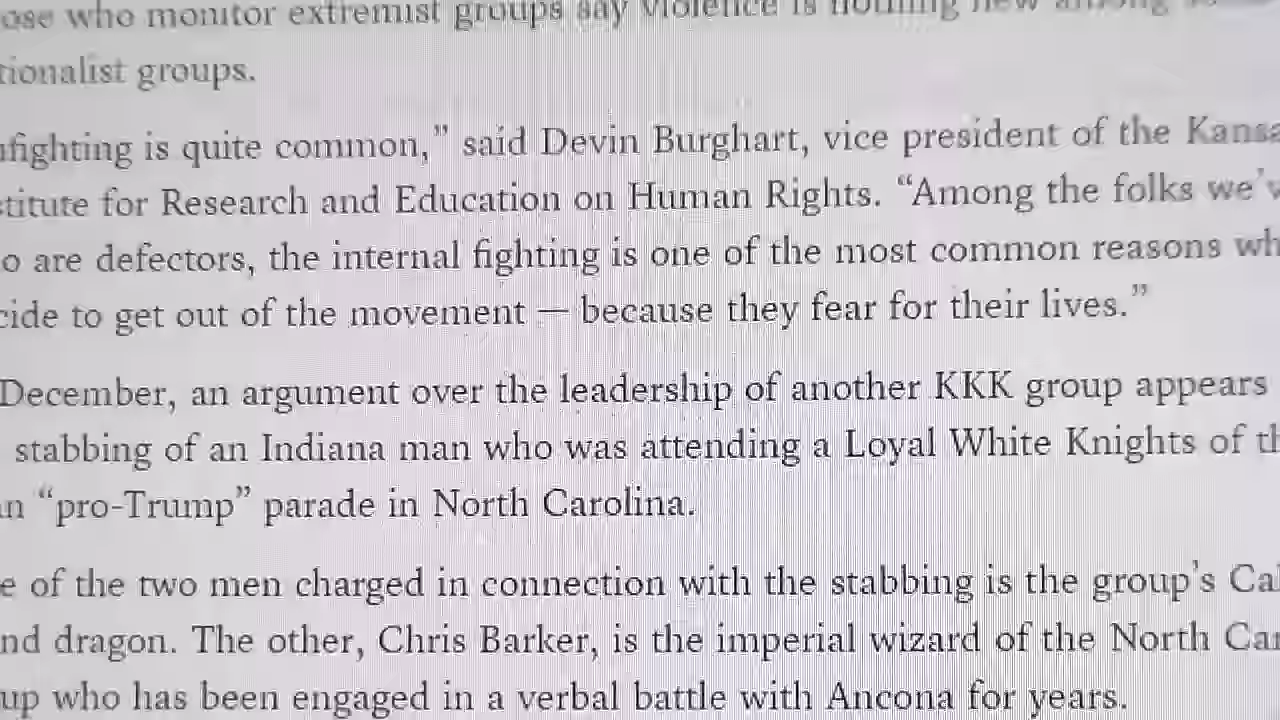 ose who monitor extremist groups say violence is nothing new among
tionalist groups.
nfighting is quite common,” said Devin Burghart, vice president of the Kansa
stitute for Research and Education on Human Rights. “Among the folks we’v
o are defectors, the internal fighting is one of the most common reasons wh
cide to get out of the movement — because they fear for their lives.”
December, an argument over the leadership of another KKK group appears
stabbing of an Indiana man who was attending a Loyal White Knights of th
an “pro-Trump” parade in North Carolina.
e of the two men charged in connection with the stabbing is the group’s Cal
nd dragon. The other, Chris Barker, is the imperial wizard of the North Car
up who has been engaged in a verbal battle with Ancona for years.